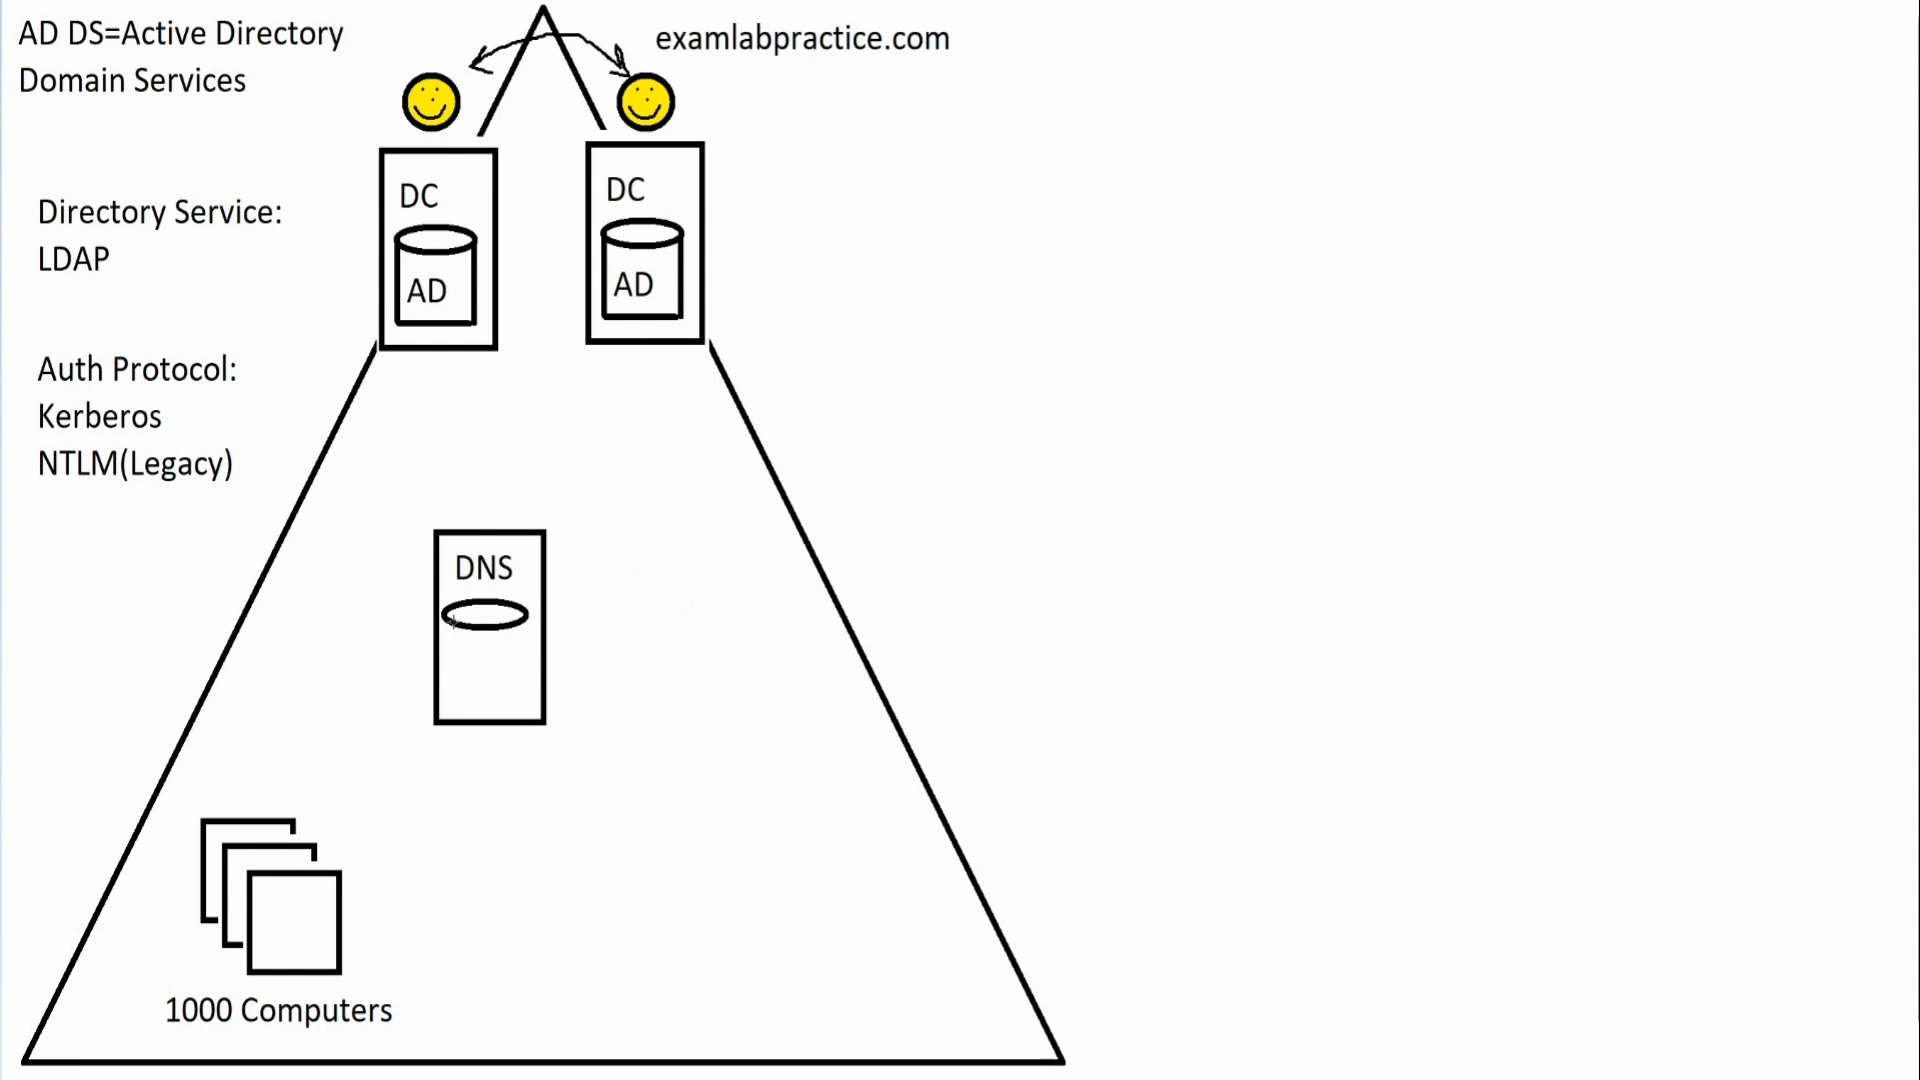 AD DS=Active Directory
Domain Services
examlabpractice.com
DC
AD
DC
AD
Directory Service:
LDAP
Auth Protocol:
Kerberos
NTLM(Legacy)
DNS
1000 Computers